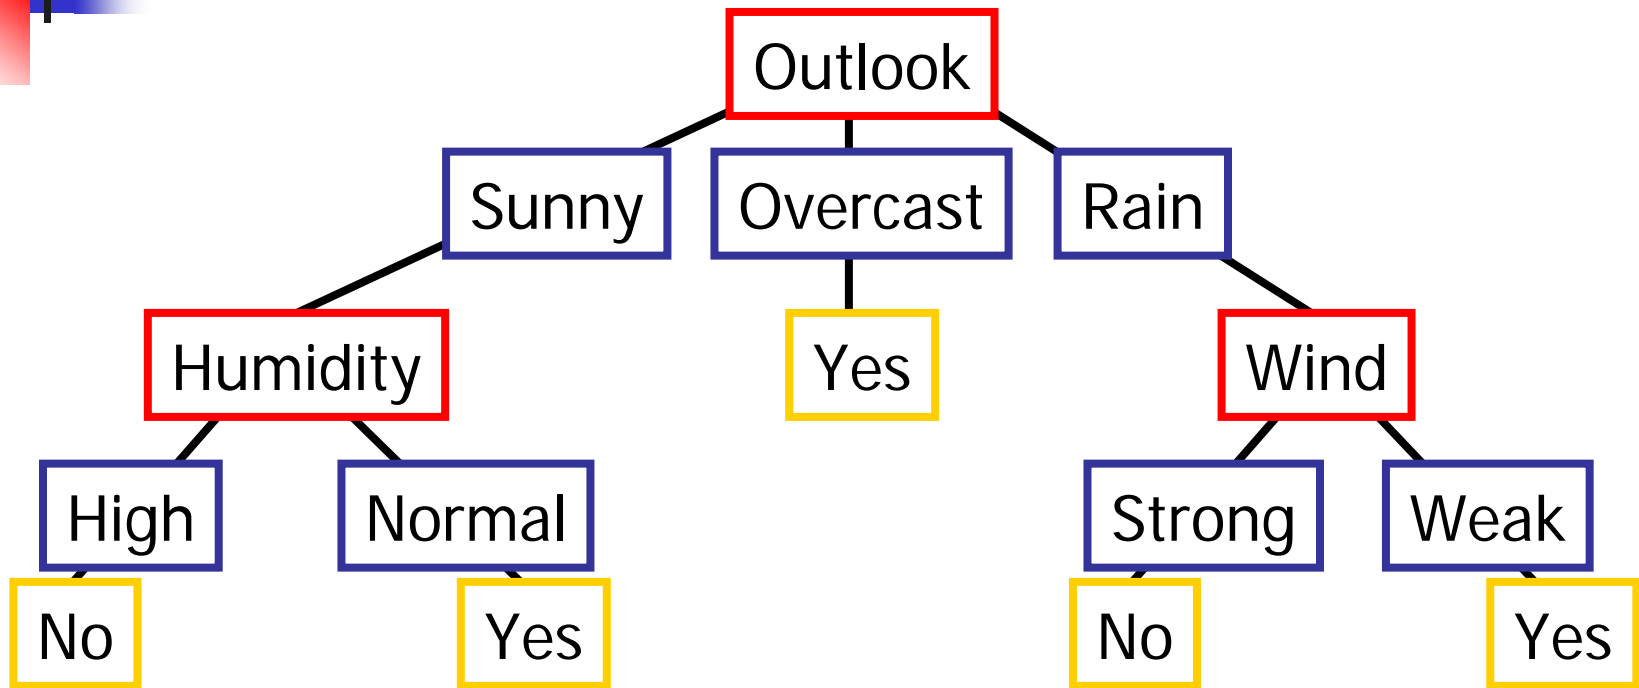 Outlook
Sunny Overcast Rain
Humidity Yes Wind
High Normal Strong Weak
No Yes No Yes